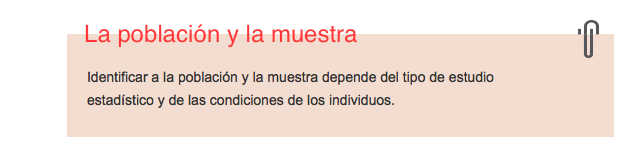 La población y la muestra
Identificar a la población y la muestra depende del tipo de estudio
estadístico y de las condiciones de los individuos.